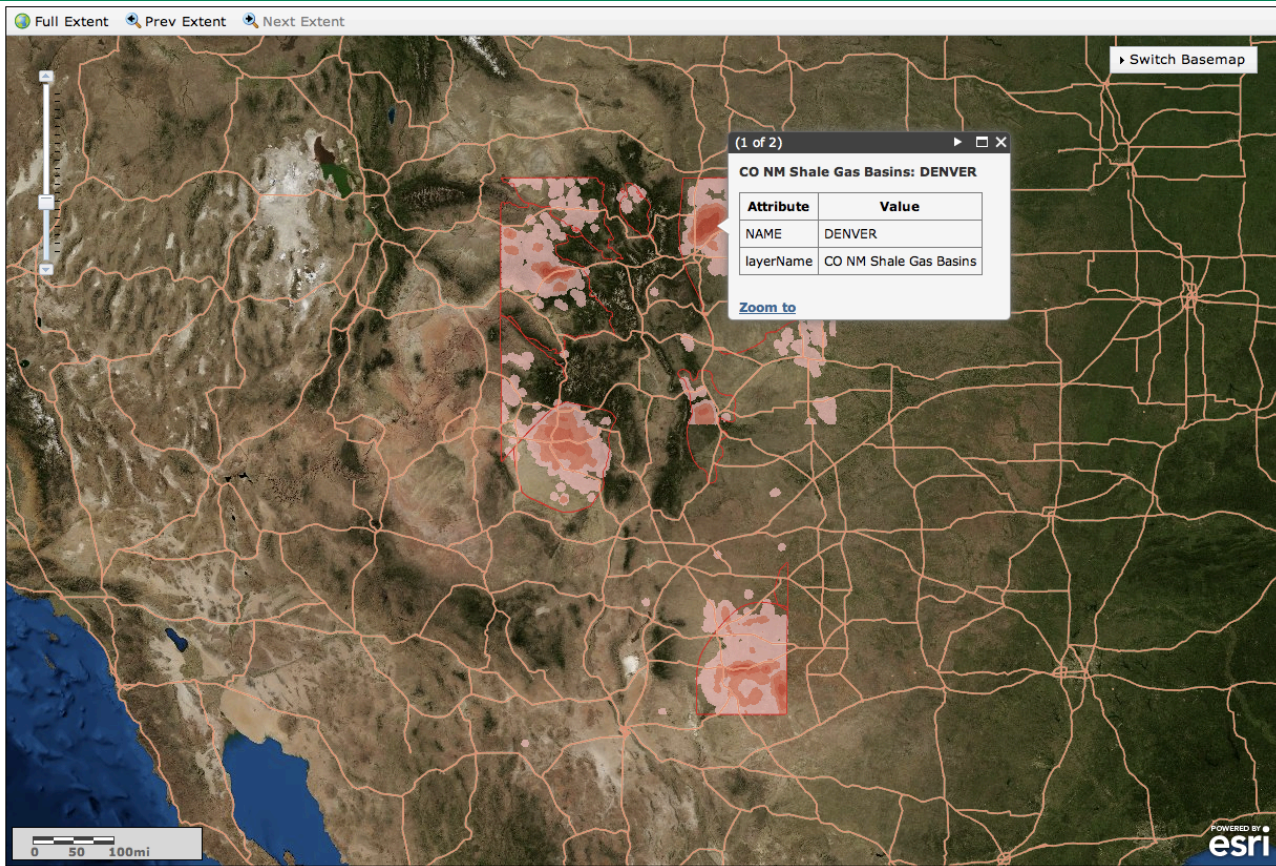 Full Extent Prev Extent Next Extent
Switch Basemap
(1 of 2)
CO NM Shale Gas Basins: DENVER
Attribute Value
NAME DENVER
layerName CO NM Shale Gas Basins
Zoom to
0 50 100mi
POWERED BY
esri